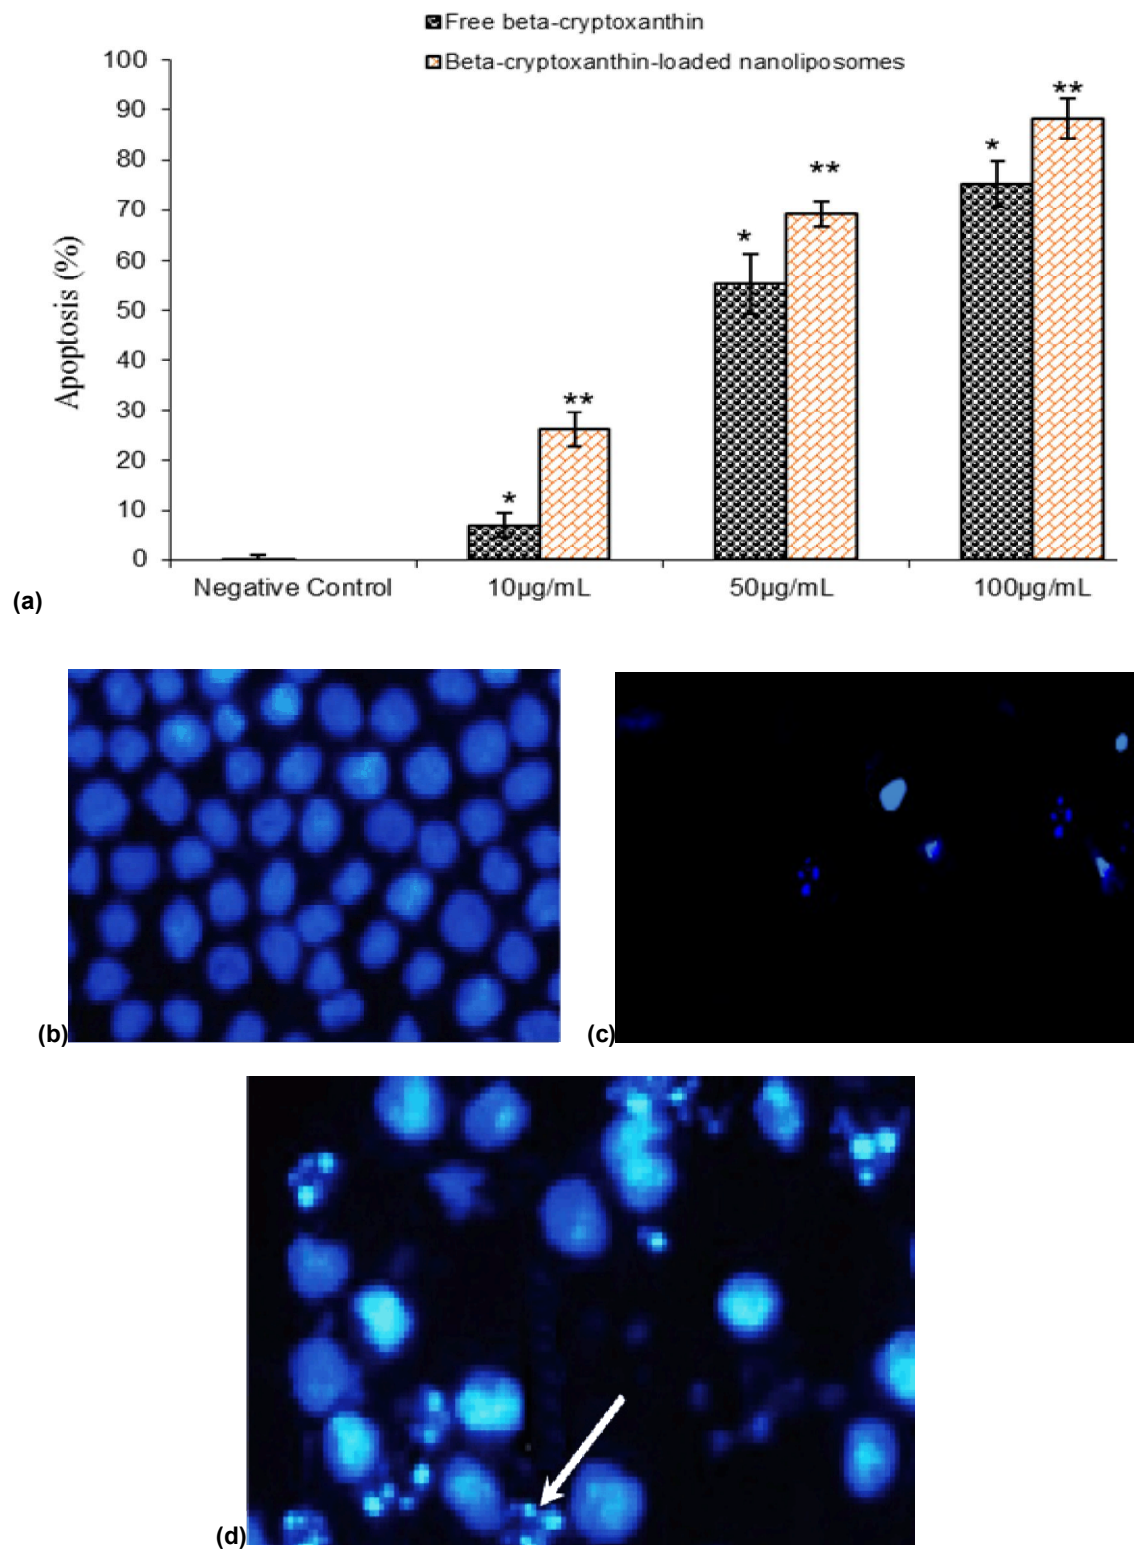 Free beta-cryptoxanthin
Beta-cryptoxanthin-loaded nanoliposomes
100
90
80
70
60
50
40
30
20
10
0
Apoptosis (%)
*
**
*
**
*
**
Negative Control 10µg/mL 50µg/mL 100µg/mL
(a)
(b)
(c)
(d)